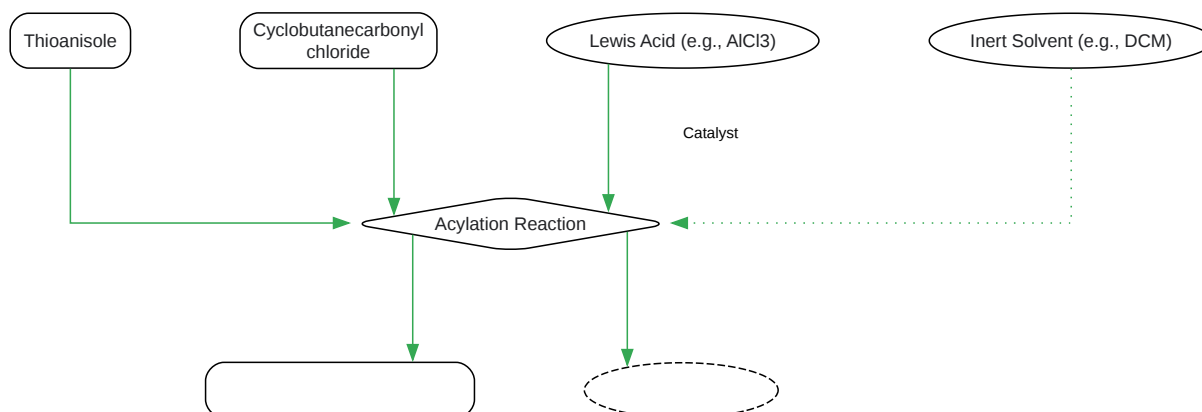 Thioanisole
Cyclobutanecarbonyl
chloride
Lewis Acid (e.g., AlCl3)
Inert Solvent (e.g., DCM)
Catalyst
Acylation Reaction